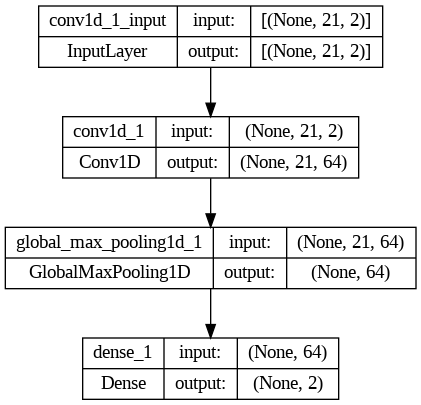 conv1d_1_input input: [(None, 21, 2)]
InputLayer output: [(None, 21, 2)]
conv1d_1 input: (None, 21, 2)
Conv1D output: (None, 21, 64)
global_max_pooling1d_1 input: (None, 21, 64)
GlobalMaxPooling1D output: (None, 64)
dense_1 input: (None, 64)
Dense output: (None, 2)